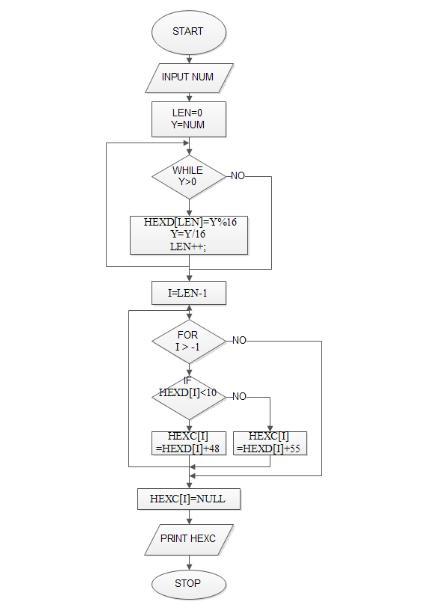 START
INPUT NUM
LEN=0
Y=NUM
WHILE
Y>0
NO
HEXD[LEN]=Y%16
Y=Y/16
LEN++;
I=LEN-1
FOR
I > -1
NO
IF
HEXD[I]<10
NO
HEXC[I]
=HEXD[I]+48
HEXC[I]
=HEXD[I]+55
HEXC[I]=NULL
PRINT HEXC
STOP